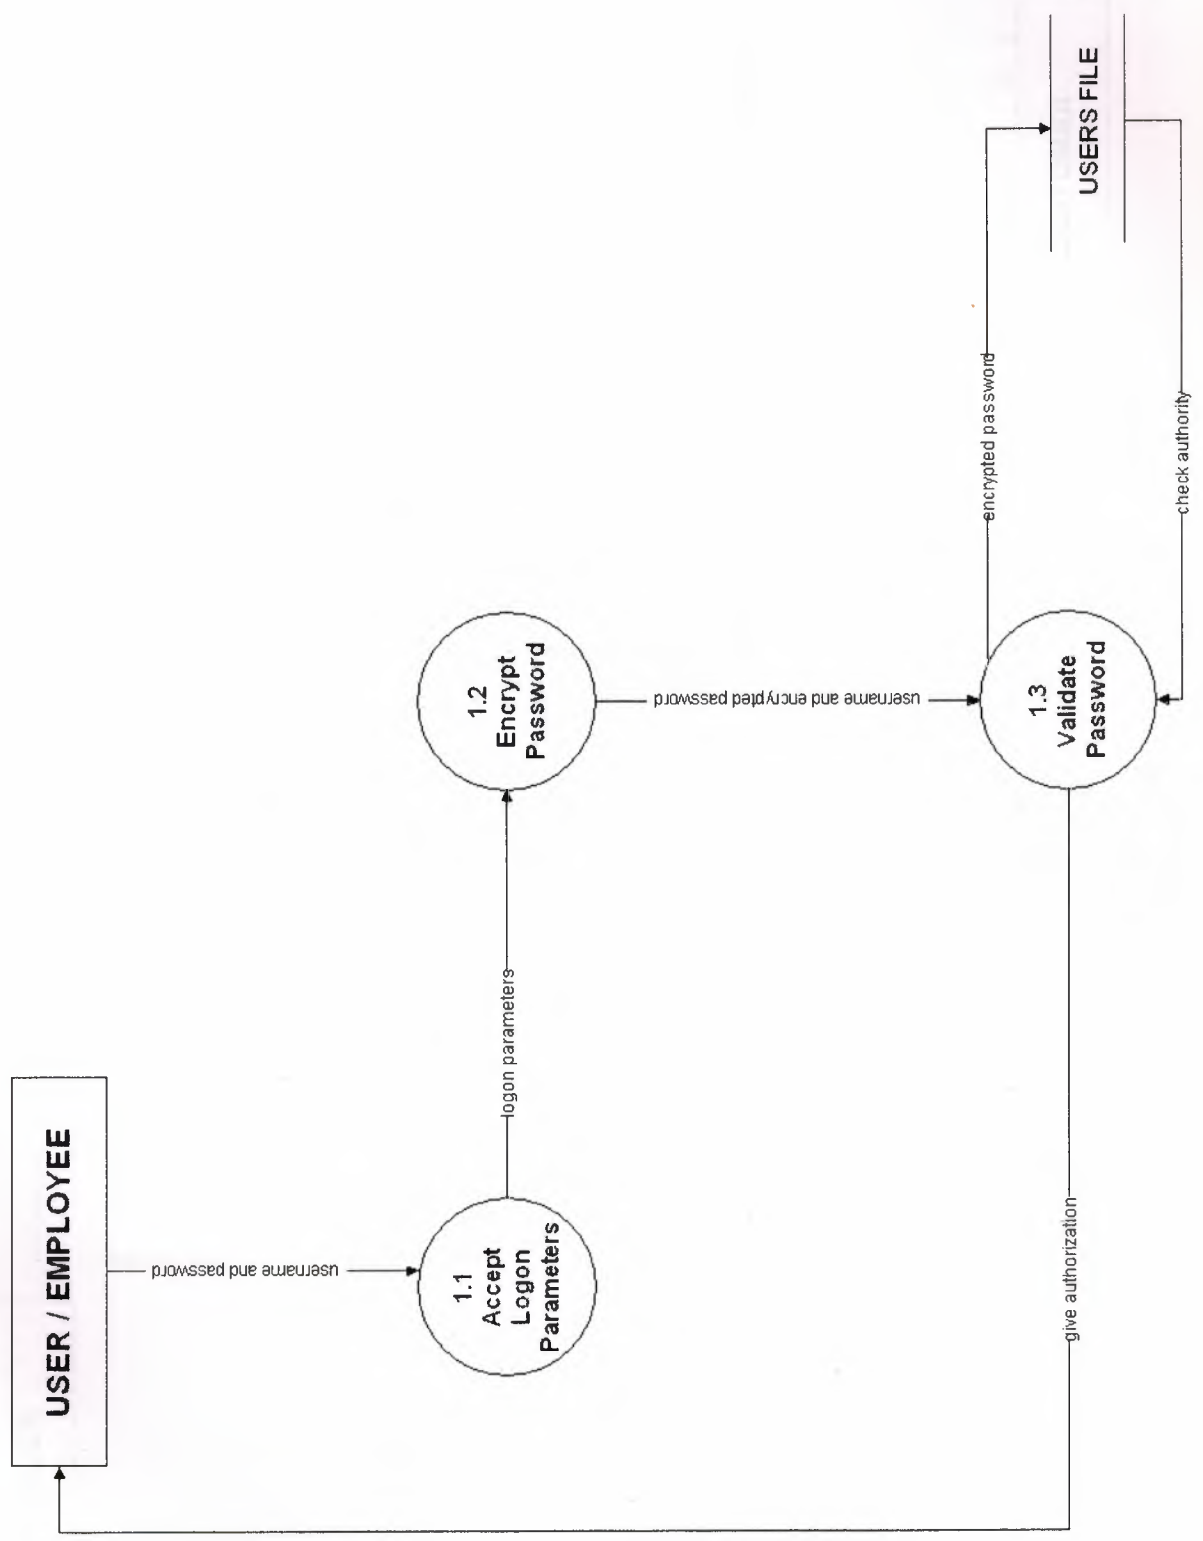 USER / EMPLOYEE
username and password
1.1
Accept
Logon
Parameters
logon parameters
1.2
Encrypt
Password
username and encrypted password
1.3
Validate
Password
encrypted password
USERS FILE
check authority
give authorization